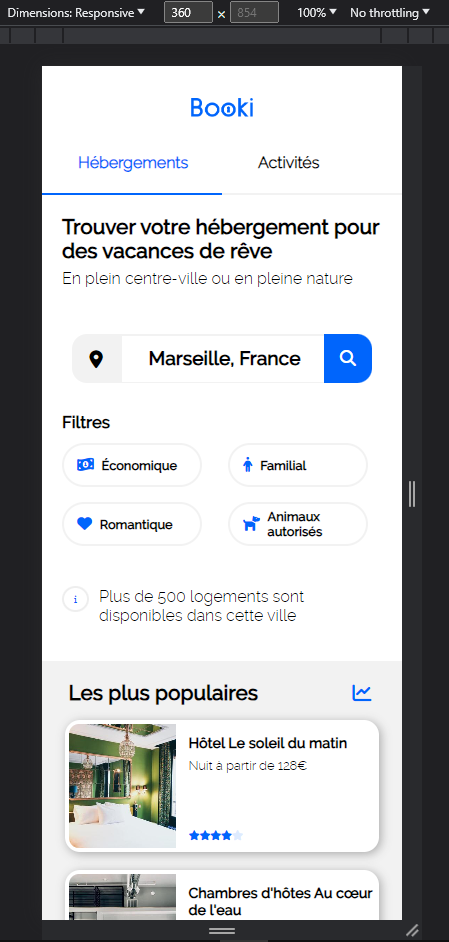 Dimensions: Responsive 360 × 854 100% No throttling
Booki
Hébergements Activités
Trouver votre hébergement pour
des vacances de rêve
En plein centre-ville ou en pleine nature
Marseille, France
Filtres
Économique Familial
Romantique Animaux
autorisés
i Plus de 500 logements sont
disponibles dans cette ville
Les plus populaires
Hôtel Le soleil du matin
Nuit à partir de 128€
Chambres d'hôtes Au cœur
de l'eau